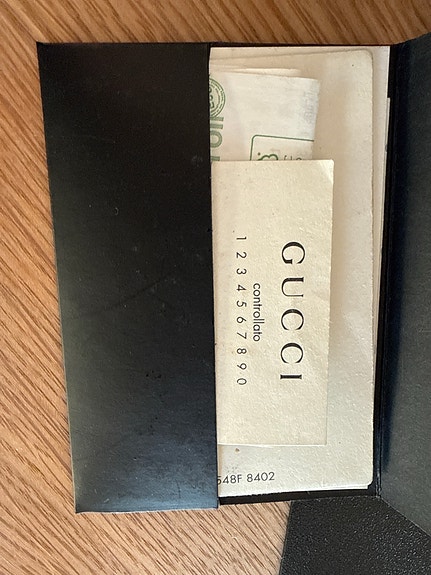 GUCCI
controllato
1 2 3 4 5 6 7 8 9 0
548F 8402